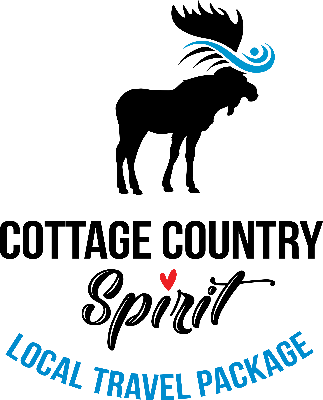 COTTAGE COUNTRY
Spirit
LOCAL TRAVEL PACKAGE